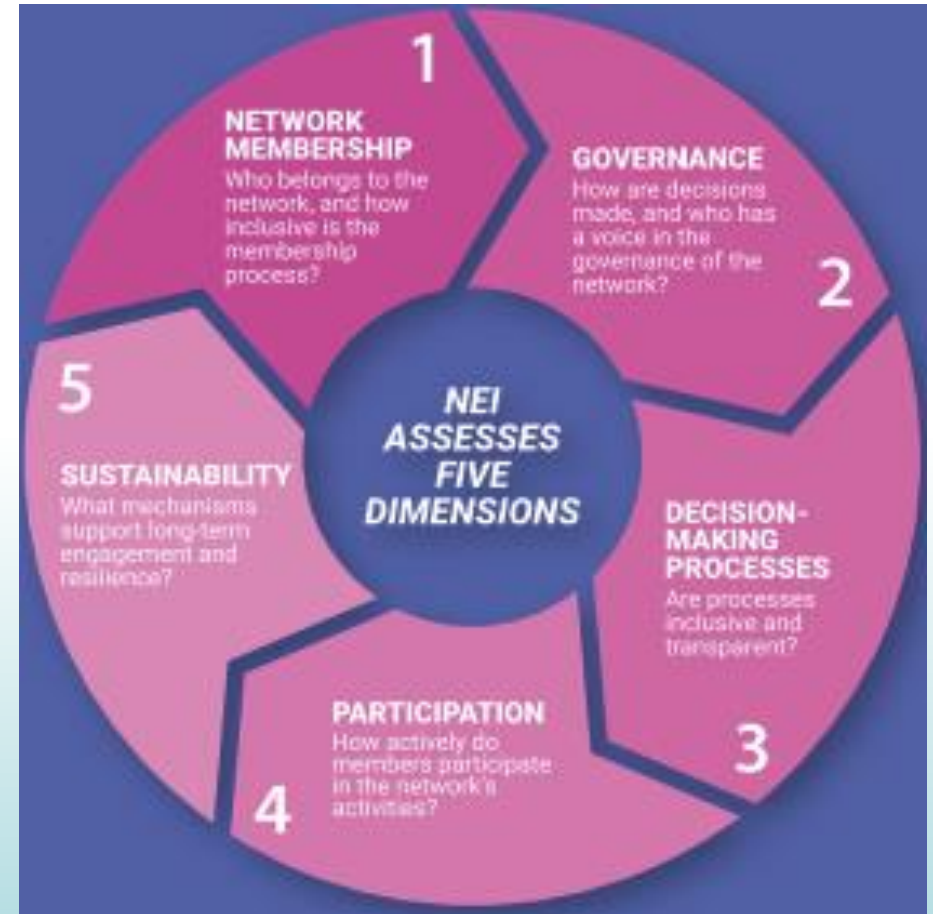 1
NETWORK
MEMBERSHIP
Who belongs to the
network, and how
inclusive is the
membership
process?
GOVERNANCE
How are decisions
made, and who has
a voice in the
governance of the
network?
2
DECISION-
MAKING
PROCESSES
Are processes
inclusive and
transparent?
3
PARTICIPATION
How actively do
members participate
in the network's
activities?
4
5
SUSTAINABILITY
What mechanisms
support long-term
engagement and
resilience?
NEI
ASSESSES
FIVE
DIMENSIONS